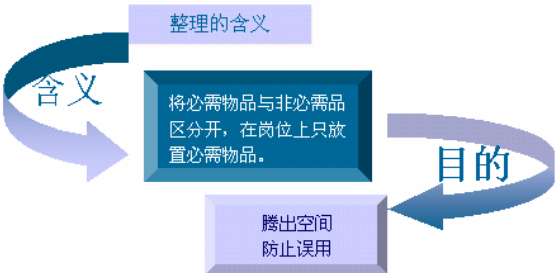 整理的含义
含义
将必需物品与非必需品
区分开，在岗位上只放
置必需物品。
目的
腾出空间
防止误用